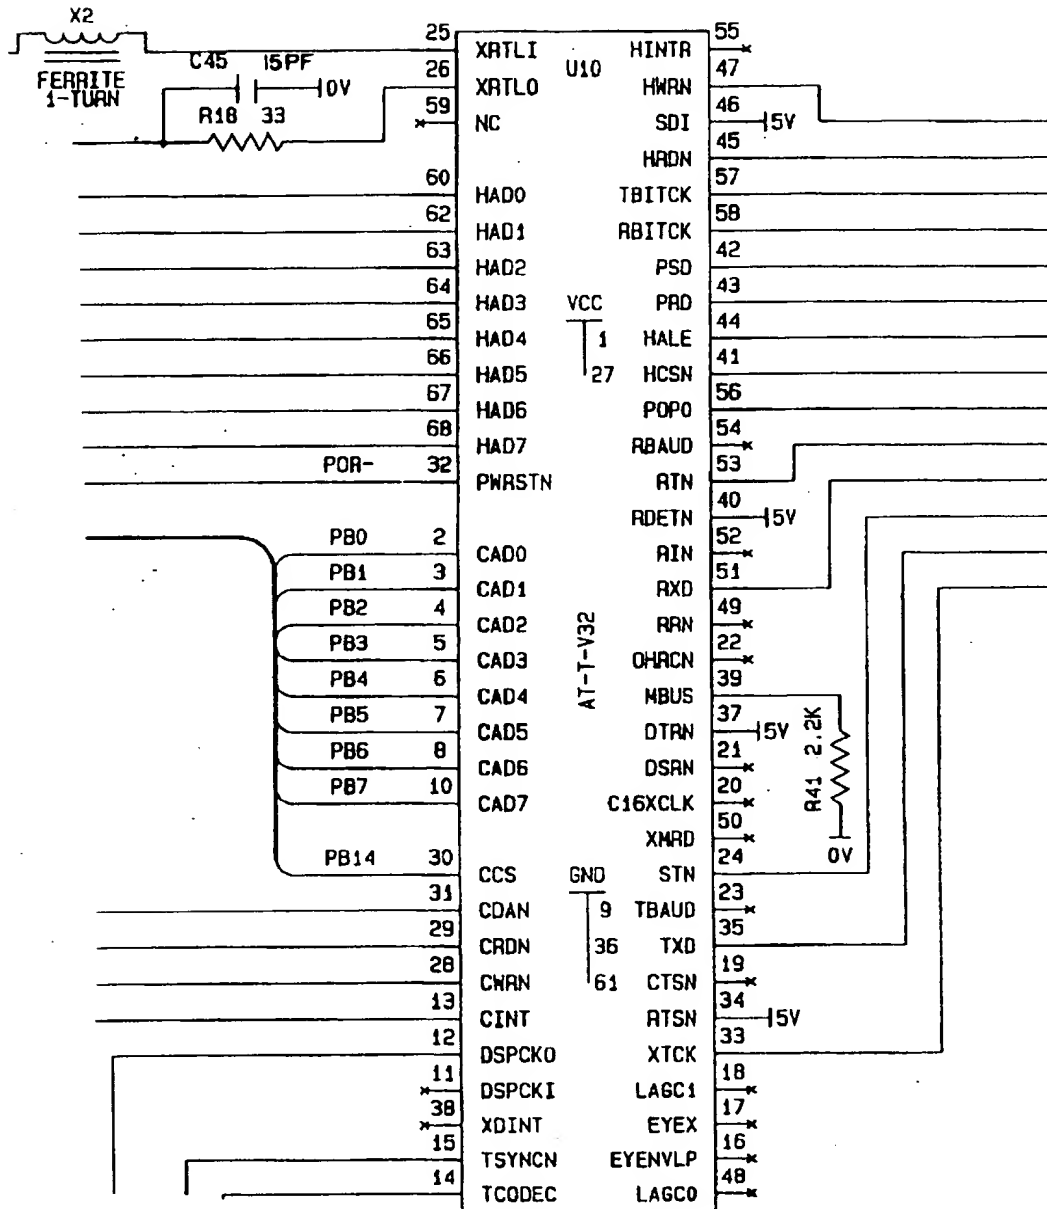 X2
25 55
XRTLI U10 HINTR
C45 15PF 26 47
FERRITE
1-TURN
0V XRTLO HWRN
R18 33 59 46
NC SDI 5V
45
HRDN
60 57
HAD0 TBITCK
62 58
HAD1 RBITCK
63 42
HAD2 PSD
64 43
HAD3 VCC PRD
65 44
HAD4 1 HALE
66 41
HAD5 27 HCSN
67 56
HAD6 POPO
68 54
HAD7 RBAUD
POR- 32 53
PWRSTN RTN
40
RDETN 5V
PB0 2 52
CAD0 RIN
PB1 3 51
CAD1 RXD
PB2 4 49
CAD2 RRN
PB3 5 22
CAD3 OHRCN
PB4 6 39
CAD4 AT-T-V32 MBUS
PB5 7 37
CAD5 DTRN 5V
PB6 8 21
CAD6 DSRN
R41 2.2K
PB7 10 20
CAD7 C16XCLK
50
XMRD
0V
PB14 30 24
CCS GND STN
31 23
CDAN 9 TBAUD
29 35
CRDN 36 TXD
28 19
CWRN 61 CTSN
13 34
CINT RTSN 5V
12 33
DSPCKO XTCK
11 18
DSPCKI LAGC1
38 17
XDINT EYEX
15 16
TSYNCN EYENVLP
14 48
TCODEC LAGC0